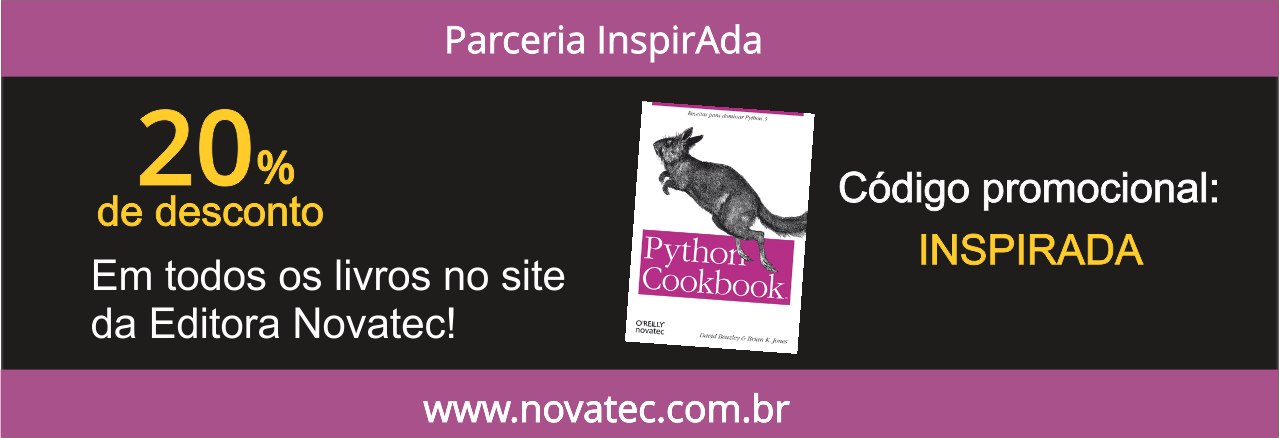 Parceria InspirAda
20%
de desconto
Em todos os livros no site
da Editora Novatec!
Receitas para dominar Python 3
Python
Cookbook
O'REILLY
novatec
David Beazley & Brian K. Jones
Código promocional:
INSPIRADA
www.novatec.com.br